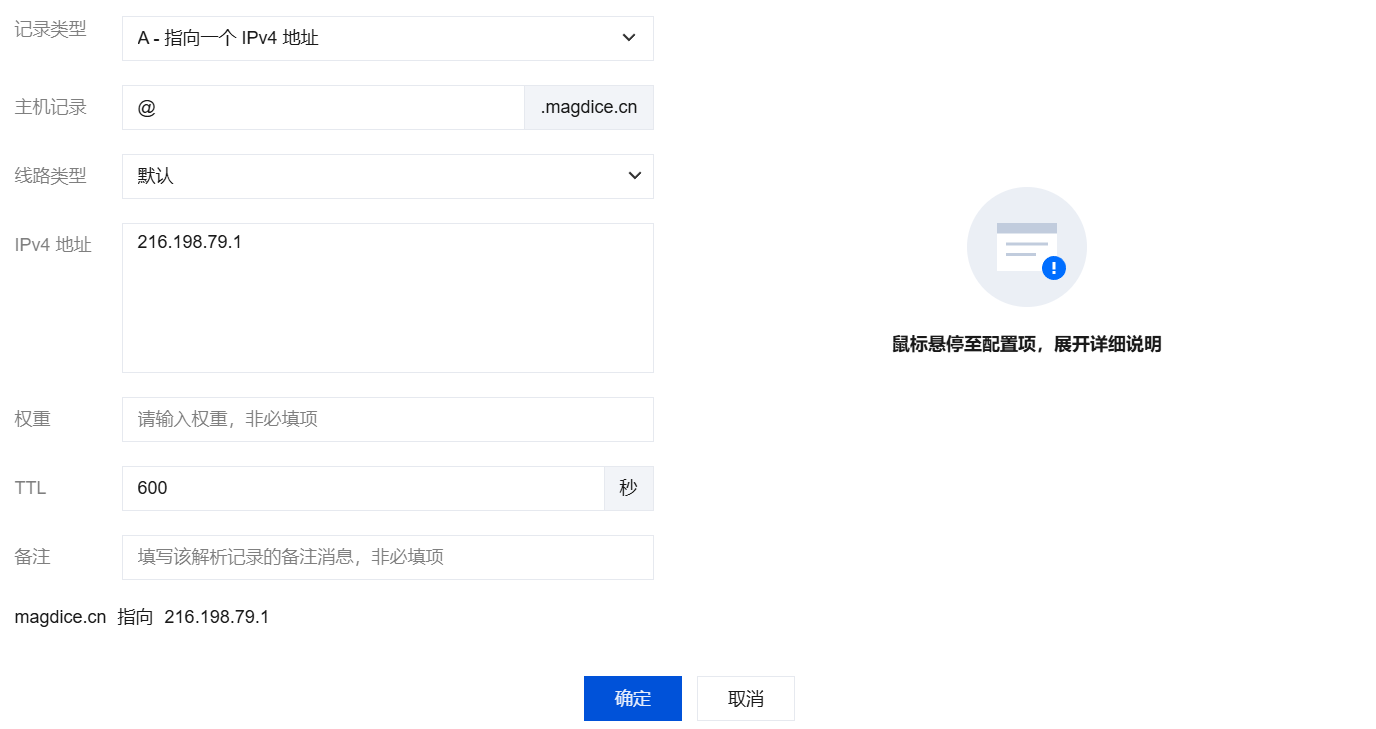 记录类型
A - 指向一个 IPv4 地址
主机记录
@
.magdice.cn
线路类型
默认
IPv4 地址
216.198.79.1
鼠标悬停至配置项，展开详细说明
权重
请输入权重，非必填项
TTL
600
秒
备注
填写该解析记录的备注消息，非必填项
magdice.cn 指向 216.198.79.1
确定
取消